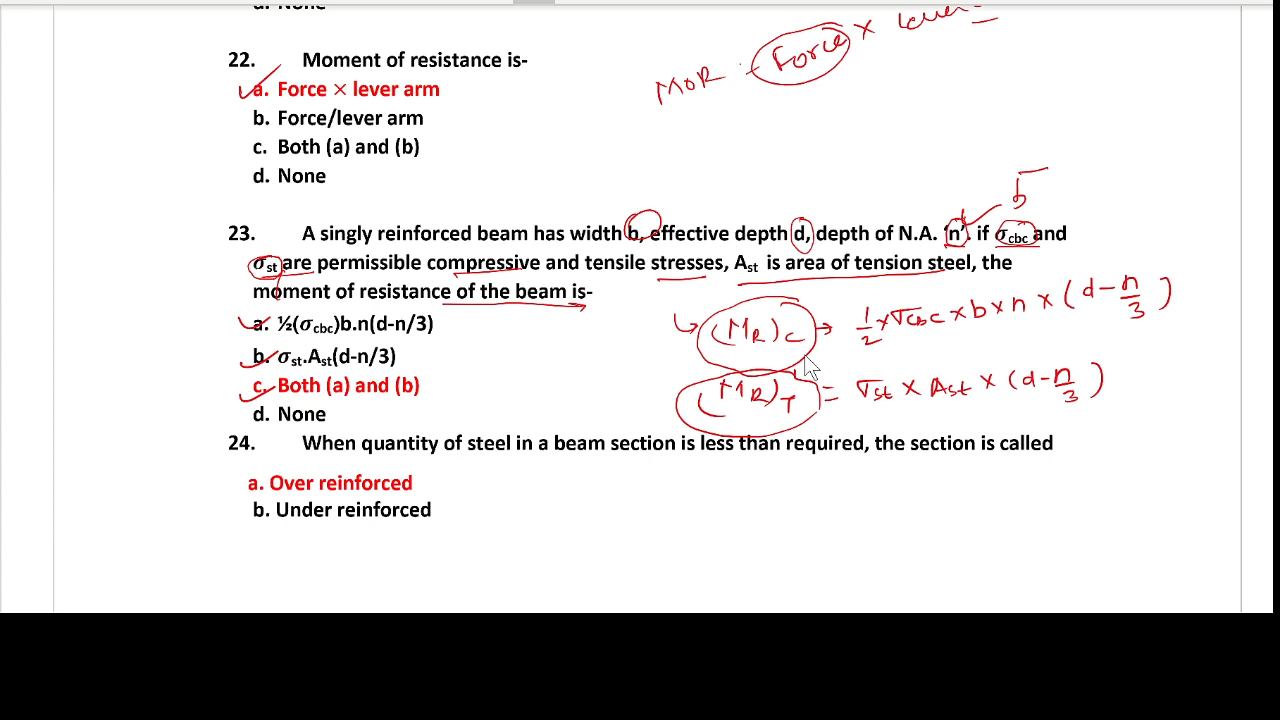 a. None
MOR = Force × lever
22. Moment of resistance is-
a. Force × lever arm
b. Force/lever arm
c. Both (a) and (b)
d. None
b
23. A singly reinforced beam has width b, effective depth d, depth of N.A. 'n'. if σcbc and
σst are permissible compressive and tensile stresses, Ast is area of tension steel, the
moment of resistance of the beam is-
a. ½(σcbc)b.n(d-n/3)
(MR)C → 1/2 × σcbc × b × n × (d - n/3)
b. σst.Ast(d-n/3)
c. Both (a) and (b)
(MR)T = σst × Ast × (d - n/3)
d. None
24. When quantity of steel in a beam section is less than required, the section is called
a. Over reinforced
b. Under reinforced